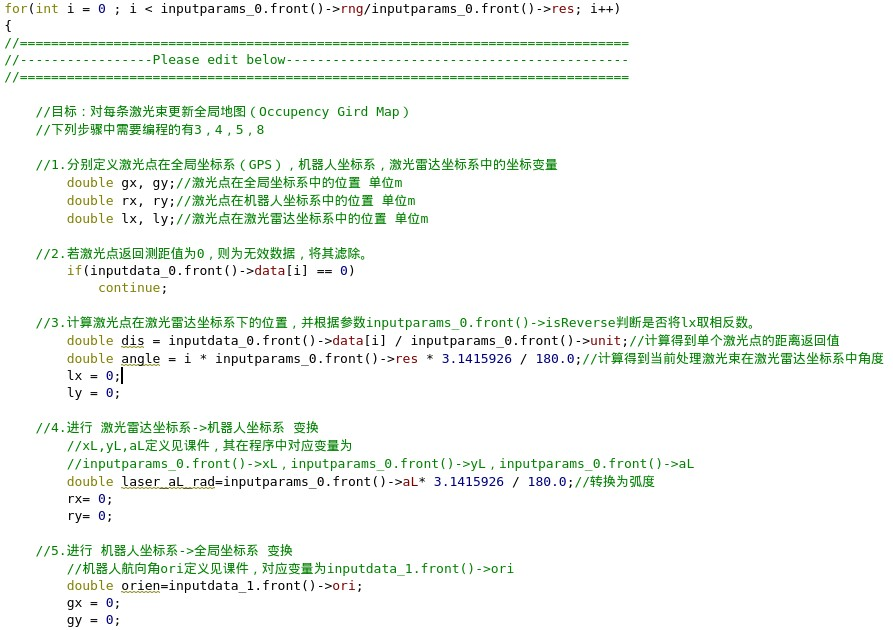 for(int i = 0 ; i < inputparams_0.front()->rng/inputparams_0.front()->res; i++)
{
//==============================================================================
//-----------------Please edit below--------------------------------------------
//==============================================================================
//目标：对每条激光束更新全局地图（Occupency Gird Map）
//下列步骤中需要编程的有3，4，5，8
//1.分别定义激光点在全局坐标系（GPS），机器人坐标系，激光雷达坐标系中的坐标变量
double gx, gy;//激光点在全局坐标系中的位置 单位m
double rx, ry;//激光点在机器人坐标系中的位置 单位m
double lx, ly;//激光点在激光雷达坐标系中的位置 单位m
//2.若激光点返回测距值为0，则为无效数据，将其滤除。
if(inputdata_0.front()->data[i] == 0)
continue;
//3.计算激光点在激光雷达坐标系下的位置，并根据参数inputparams_0.front()->isReverse判断是否将lx取相反数。
double dis = inputdata_0.front()->data[i] / inputparams_0.front()->unit;//计算得到单个激光点的距离返回值
double angle = i * inputparams_0.front()->res * 3.1415926 / 180.0;//计算得到当前处理激光束在激光雷达坐标系中角度
lx = 0;
ly = 0;
//4.进行 激光雷达坐标系->机器人坐标系 变换
//xL,yL,aL定义见课件，其在程序中对应变量为
//inputparams_0.front()->xL，inputparams_0.front()->yL，inputparams_0.front()->aL
double laser_aL_rad=inputparams_0.front()->aL* 3.1415926 / 180.0;//转换为弧度
rx= 0;
ry= 0;
//5.进行 机器人坐标系->全局坐标系 变换
//机器人航向角ori定义见课件，对应变量为inputdata_1.front()->ori
double orien=inputdata_1.front()->ori;
gx = 0;
gy = 0;